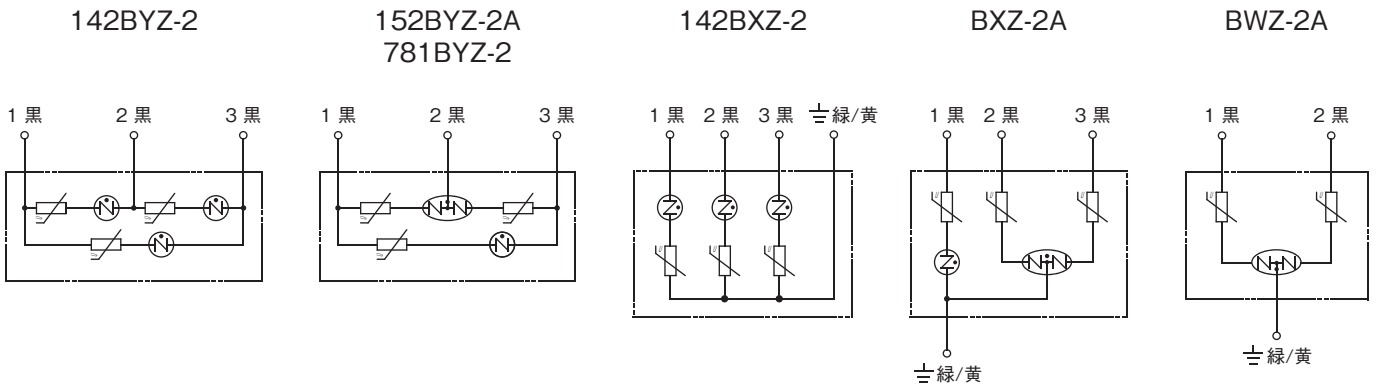 142BYZ-2
152BYZ-2A
781BYZ-2
142BXZ-2
BXZ-2A
BWZ-2A
1 黒 2 黒 3 黒
1 黒 2 黒 3 黒
1 黒 2 黒 3 黒 緑/黄
1 黒 2 黒 3 黒
1 黒 2 黒
緑/黄
緑/黄